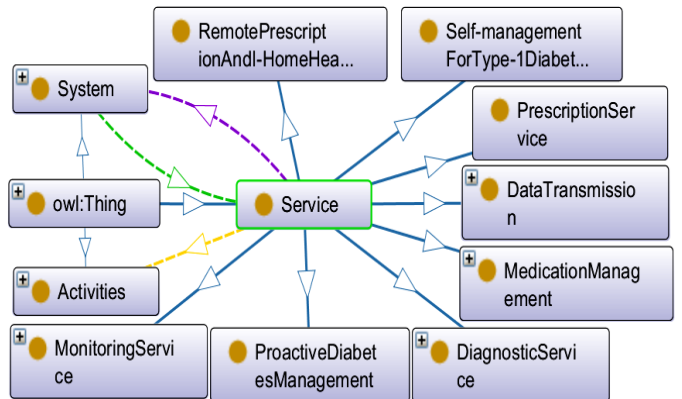 RemotePrescript
ionAndI-HomeHea...
Self-management
ForType-1Diabet...
System
PrescriptionSer
vice
owl:Thing
Service
DataTransmissio
n
MedicationManag
ement
Activities
MonitoringServi
ce
ProactiveDiabet
esManagement
DiagnosticServi
ce